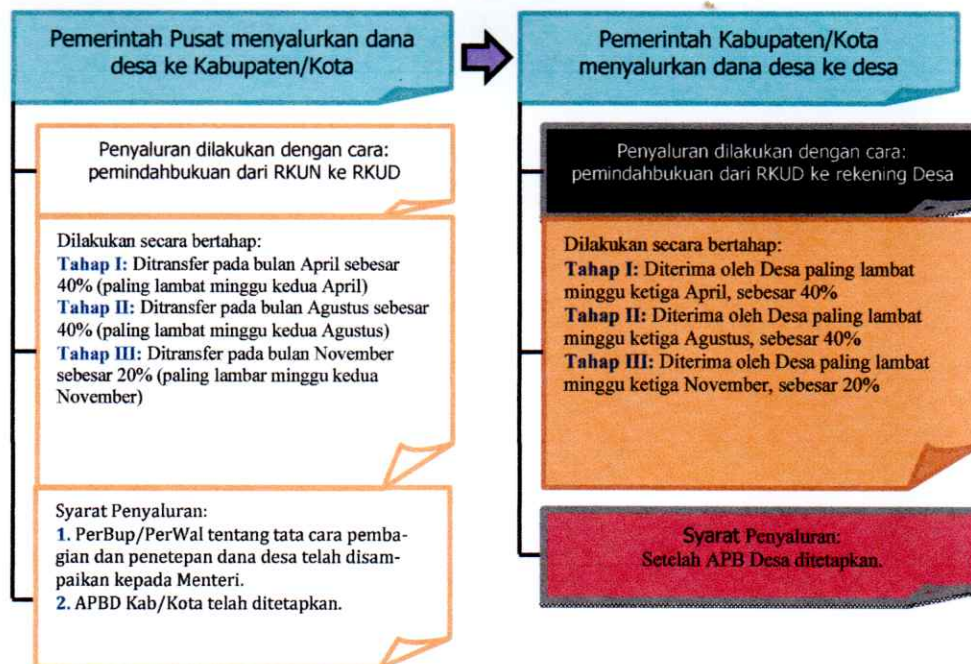 Pemerintah Pusat menyalurkan dana
desa ke Kabupaten/Kota
Penyaluran dilakukan dengan cara:
pemindahbukuan dari RKUN ke RKUD
Dilakukan secara bertahap:
Tahap I: Ditransfer pada bulan April sebesar
40% (paling lambat minggu kedua April)
Tahap II: Ditransfer pada bulan Agustus sebesar
40% (paling lambat minggu kedua Agustus)
Tahap III: Ditransfer pada bulan November
sebesar 20% (paling lambar minggu kedua
November)
Syarat Penyaluran:
1. PerBup/PerWal tentang tata cara pemba-
gian dan penetepan dana desa telah disam-
paikan kepada Menteri.
2. APBD Kab/Kota telah ditetapkan.
Pemerintah Kabupaten/Kota
menyalurkan dana desa ke desa
Penyaluran dilakukan dengan cara:
pemindahbukuan dari RKUD ke rekening Desa
Dilakukan secara bertahap:
Tahap I: Diterima oleh Desa paling lambat
minggu ketiga April, sebesar 40%
Tahap II: Diterima oleh Desa paling lambat
minggu ketiga Agustus, sebesar 40%
Tahap III: Diterima oleh Desa paling lambat
minggu ketiga November, sebesar 20%
Syarat Penyaluran:
Setelah APB Desa ditetapkan.